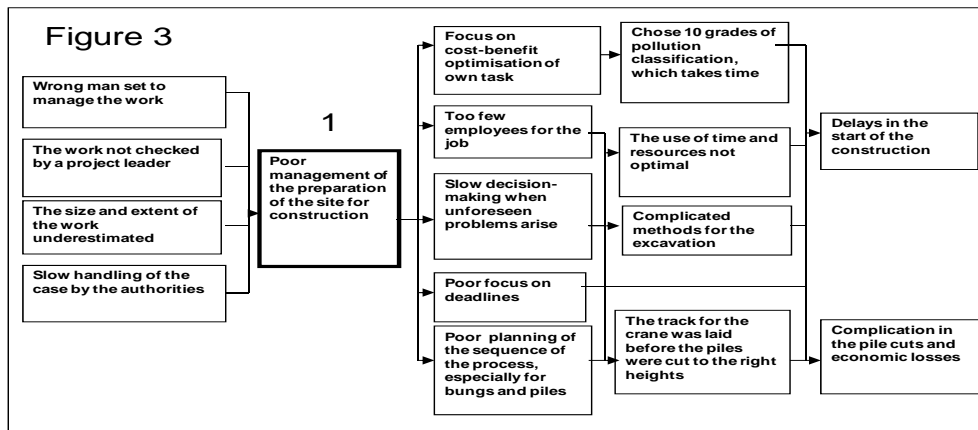 Figure 3
Wrong man set to
manage the work
The work not checked
by a project leader
The size and extent of
the work
underestimated
Slow handling of the
case by the authorities
1
Poor
management of
the preparation
of the site for
construction
Focus on
cost-benefit
optimisation of
own task
Too few
employees for the
job
Slow decision-
making when
unforeseen
problems arise
Poor focus on
deadlines
Poor planning of
the sequence of
the process,
especially for
bungs and piles
Chose 10 grades of
pollution
classification,
which takes time
The use of time and
resources not
optimal
Complicated
methods for the
excavation
The track for the
crane was laid
before the piles
were cut to the right
heights
Delays in the
start of the
construction
Complication in
the pile cuts and
economic losses